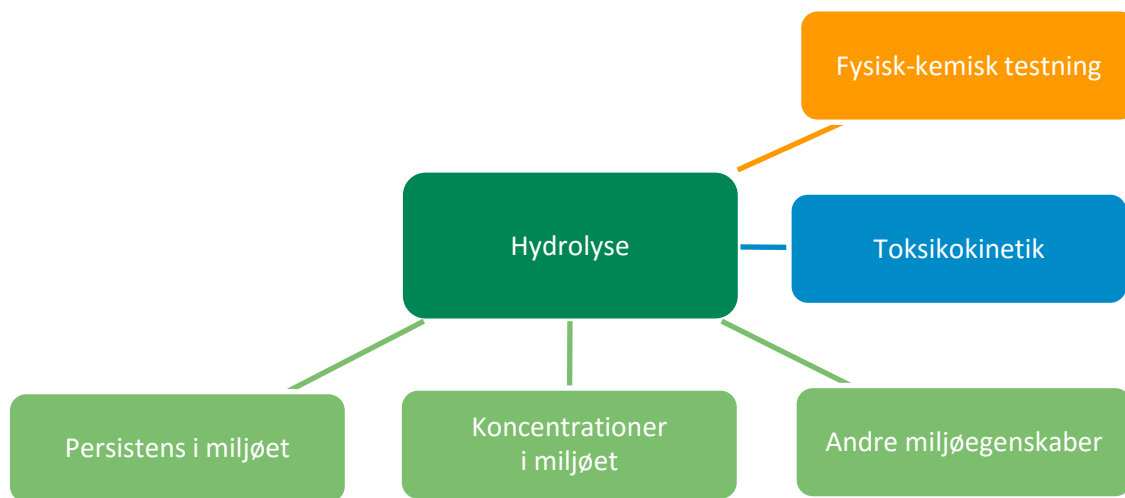 Fysisk-kemisk testning
Hydrolyse
Toksikokinetik
Persistens i miljøet
Koncentrationer
i miljøet
Andre miljøegenskaber